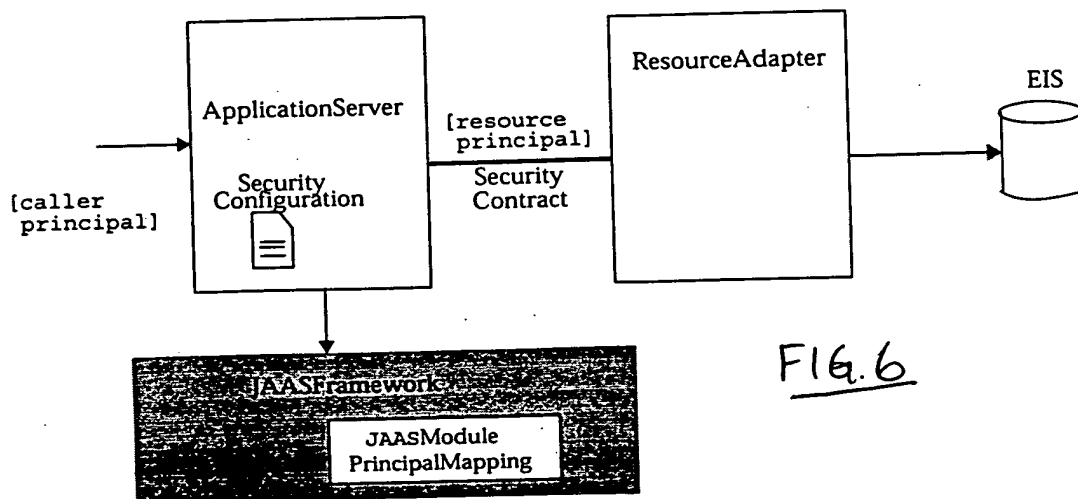 ResourceAdapter
EIS
ApplicationServer
[resource
principal]
Security
Contract
Security
Configuration
[caller
principal]
JAASFramework
JAASModule
PrincipalMapping
FIG. 6